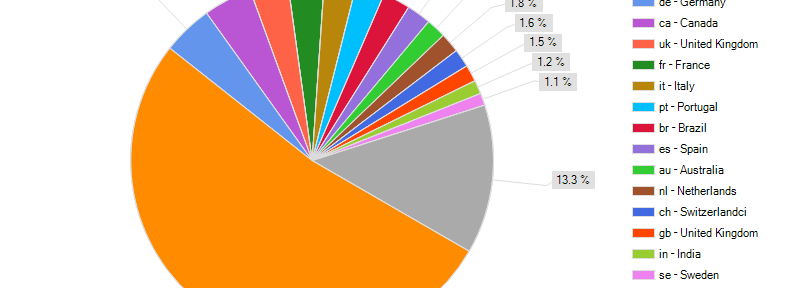 1.8 %
1.6 %
1.5 %
1.2 %
1.1 %
13.3 %
de - Germany
ca - Canada
uk - United Kingdom
fr - France
it - Italy
pt - Portugal
br - Brazil
es - Spain
au - Australia
nl - Netherlands
ch - Switzerlandci
gb - United Kingdom
in - India
se - Sweden